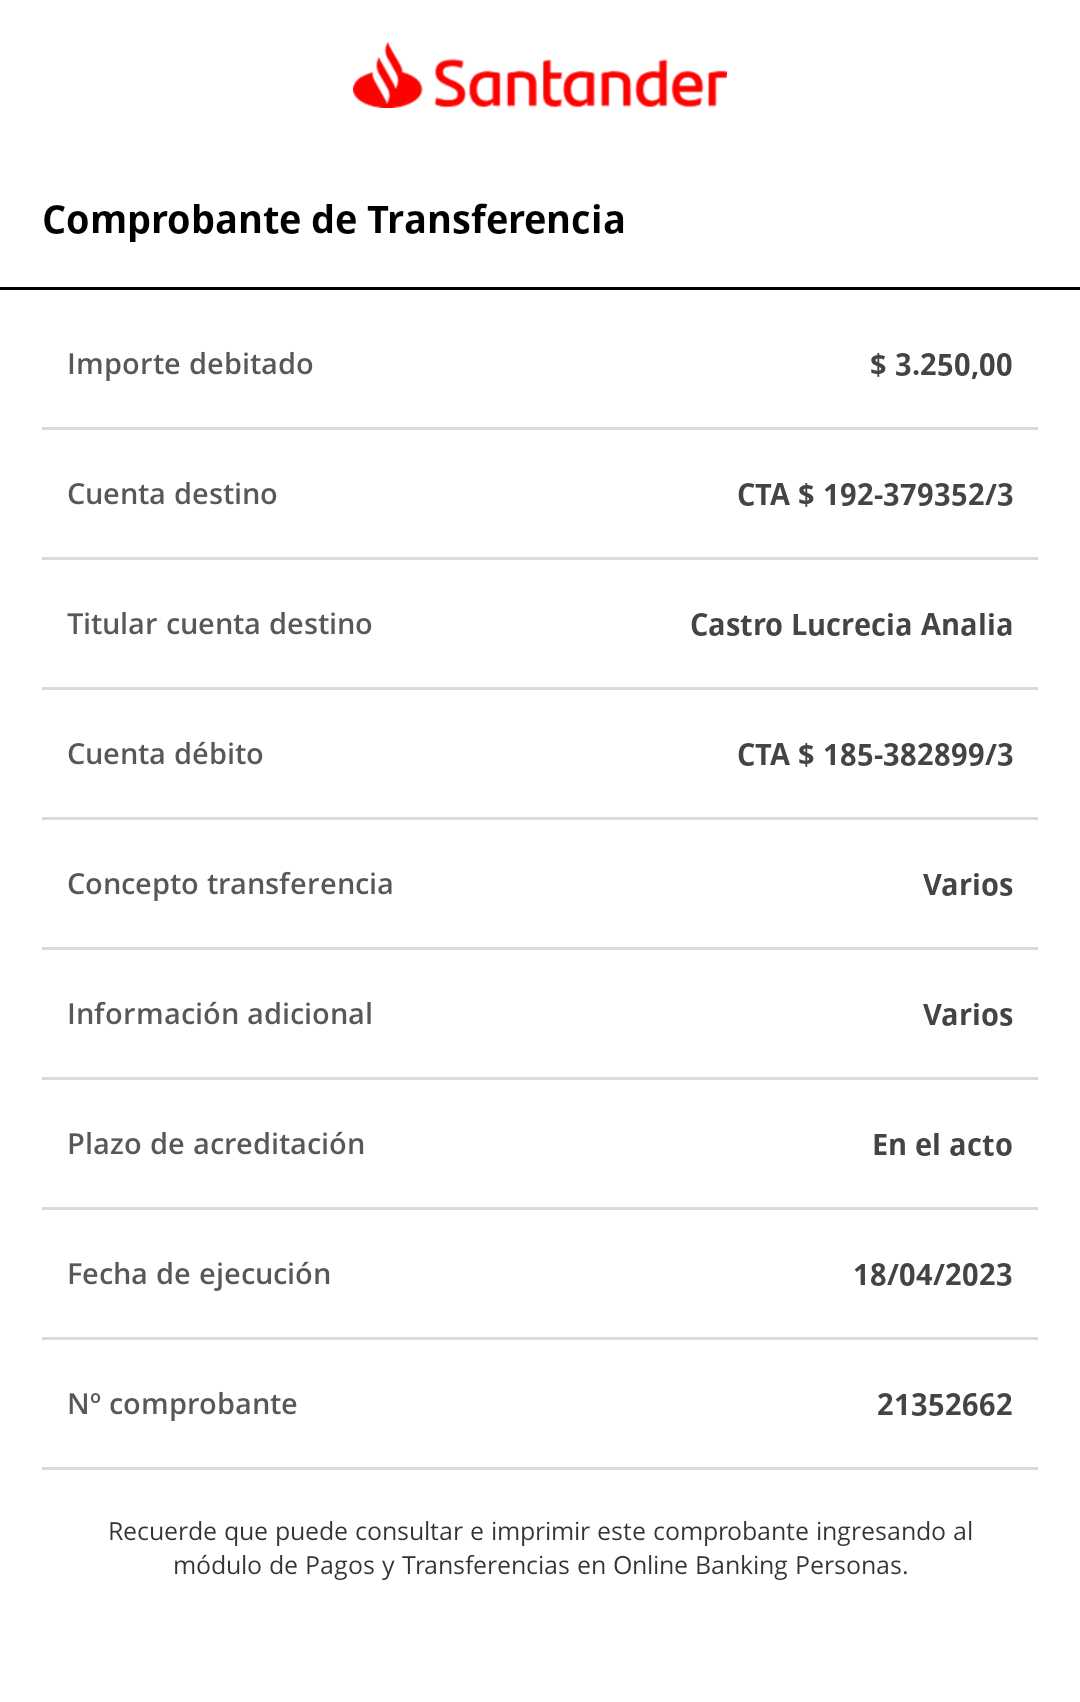 Santander
Comprobante de Transferencia
Importe debitado $ 3.250,00
Cuenta destino CTA $ 192-379352/3
Titular cuenta destino Castro Lucrecia Analia
Cuenta débito CTA $ 185-382899/3
Concepto transferencia Varios
Información adicional Varios
Plazo de acreditación En el acto
Fecha de ejecución 18/04/2023
Nº comprobante 21352662
Recuerde que puede consultar e imprimir este comprobante ingresando al
módulo de Pagos y Transferencias en Online Banking Personas.